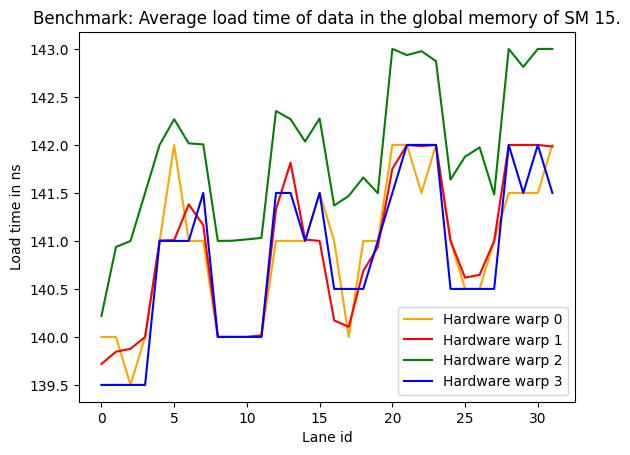 Benchmark: Average load time of data in the global memory of SM 15.
143.0
142.5
142.0
141.5
141.0
140.5
140.0
139.5
Load time in ns
Hardware warp 0
Hardware warp 1
Hardware warp 2
Hardware warp 3
0 5 10 15 20 25 30
Lane id